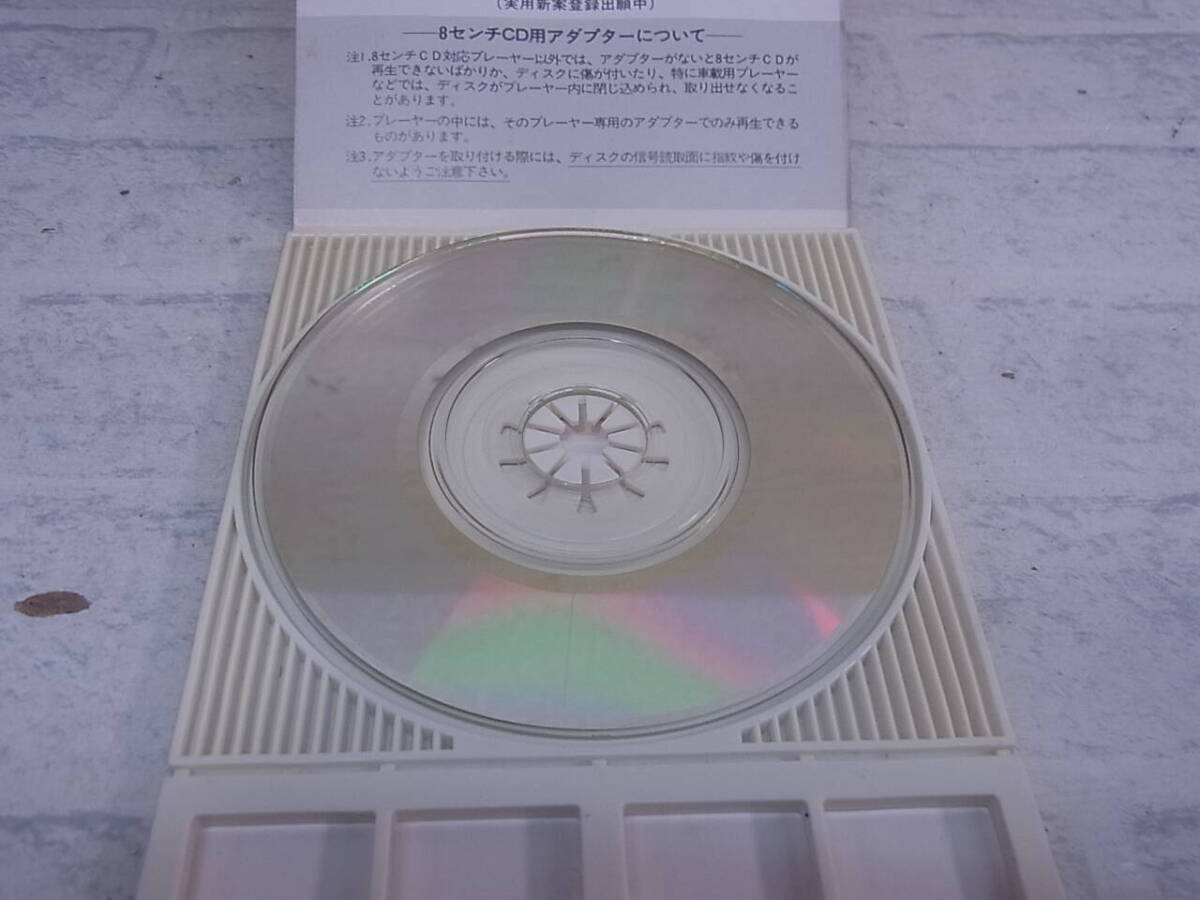 (実用新案登録出願中)
8センチCD用アダプターについて
注1.8センチCD対応プレーヤー以外では、アダプターがないと8センチCDが
再生できないばかりか、ディスクに傷が付いたり、特に車載用プレーヤー
などでは、ディスクがプレーヤー内に閉じ込められ、取り出せなくなるこ
とがあります。
注2.プレーヤーの中には、そのプレーヤー専用のアダプターでのみ再生できる
ものがあります。
注3.アダプターを取り付ける際には、ディスクの信号読取面に指紋や傷を付け
ないようご注意下さい。